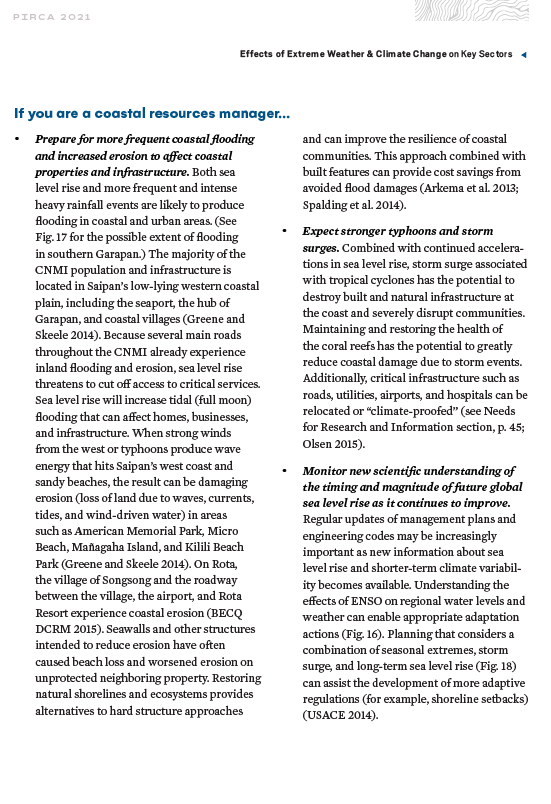 PIRCA 2021
Effects of Extreme Weather & Climate Change on Key Sectors
If you are a coastal resources manager...
• Prepare for more frequent coastal flooding
and increased erosion to affect coastal
properties and infrastructure. Both sea
level rise and more frequent and intense
heavy rainfall events are likely to produce
flooding in coastal and urban areas. (See
Fig. 17 for the possible extent of flooding
in southern Garapan.) The majority of the
CNMI population and infrastructure is
located in Saipan's low-lying western coastal
plain, including the seaport, the hub of
Garapan, and coastal villages (Greene and
Skeele 2014). Because several main roads
throughout the CNMI already experience
inland flooding and erosion, sea level rise
threatens to cut off access to critical services.
Sea level rise will increase tidal (full moon)
flooding that can affect homes, businesses,
and infrastructure. When strong winds
from the west or typhoons produce wave
energy that hits Saipan's west coast and
sandy beaches, the result can be damaging
erosion (loss of land due to waves, currents,
tides, and wind-driven water) in areas
such as American Memorial Park, Micro
Beach, Mañagaha Island, and Kilili Beach
Park (Greene and Skeele 2014). On Rota,
the village of Songsong and the roadway
between the village, the airport, and Rota
Resort experience coastal erosion (BECQ
DCRM 2015). Seawalls and other structures
intended to reduce erosion have often
caused beach loss and worsened erosion on
unprotected neighboring property. Restoring
natural shorelines and ecosystems provides
alternatives to hard structure approaches
and can improve the resilience of coastal
communities. This approach combined with
built features can provide cost savings from
avoided flood damages (Arkema et al. 2013;
Spalding et al. 2014).
• Expect stronger typhoons and storm
surges. Combined with continued accelera-
tions in sea level rise, storm surge associated
with tropical cyclones has the potential to
destroy built and natural infrastructure at
the coast and severely disrupt communities.
Maintaining and restoring the health of
the coral reefs has the potential to greatly
reduce coastal damage due to storm events.
Additionally, critical infrastructure such as
roads, utilities, airports, and hospitals can be
relocated or "climate-proofed" (see Needs
for Research and Information section, p. 45;
Olsen 2015).
• Monitor new scientific understanding of
the timing and magnitude of future global
sea level rise as it continues to improve.
Regular updates of management plans and
engineering codes may be increasingly
important as new information about sea
level rise and shorter-term climate variabil-
ity becomes available. Understanding the
effects of ENSO on regional water levels and
weather can enable appropriate adaptation
actions (Fig. 16). Planning that considers a
combination of seasonal extremes, storm
surge, and long-term sea level rise (Fig. 18)
can assist the development of more adaptive
regulations (for example, shoreline setbacks)
(USACE 2014).